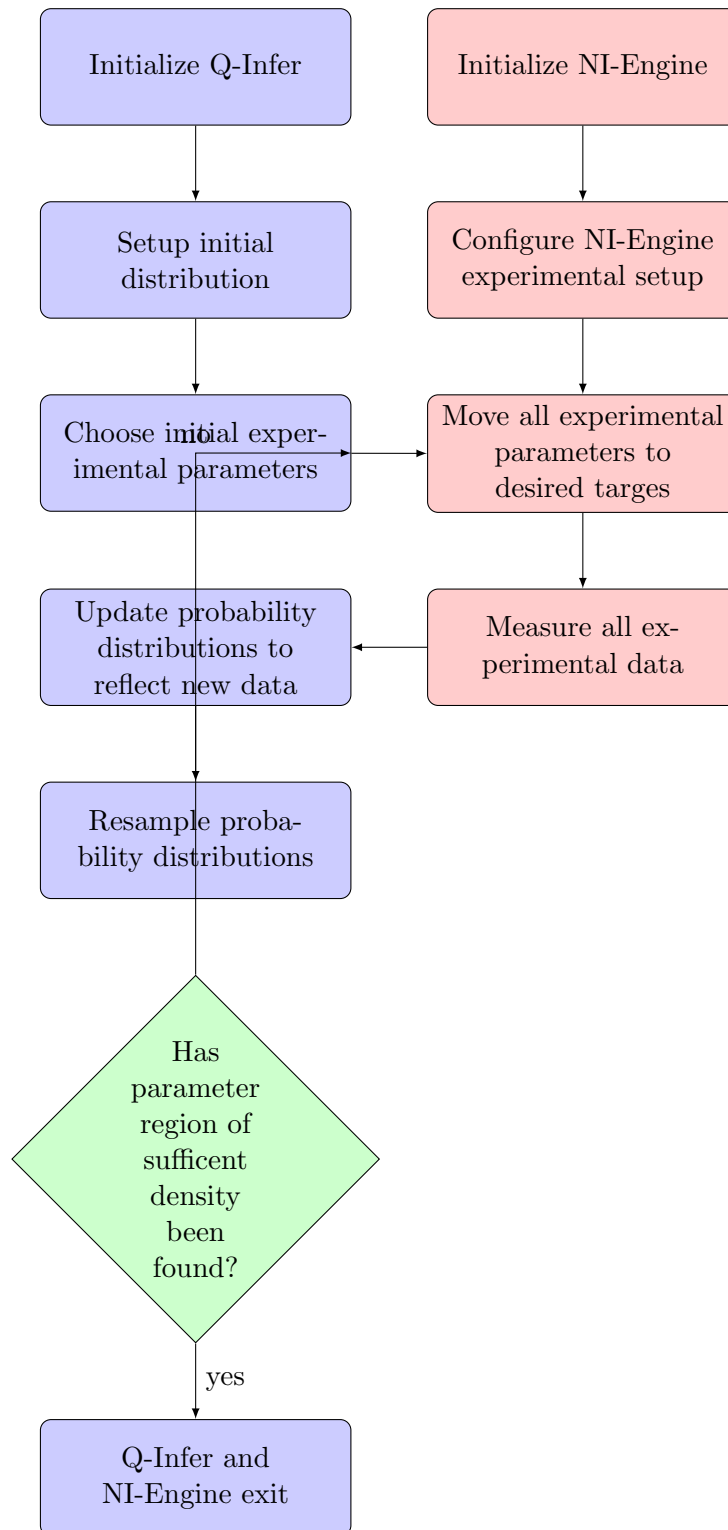 Initialize Q-Infer
Initialize NI-Engine
Setup initial
distribution
Configure NI-Engine
experimental setup
Choose initial exper-
imental parameters
no
Move all experimental
parameters to
desired targes
Update probability
distributions to
reflect new data
Measure all ex-
perimental data
Resample proba-
bility distributions
Has
parameter
region of
sufficent
density
been
found?
yes
Q-Infer and
NI-Engine exit